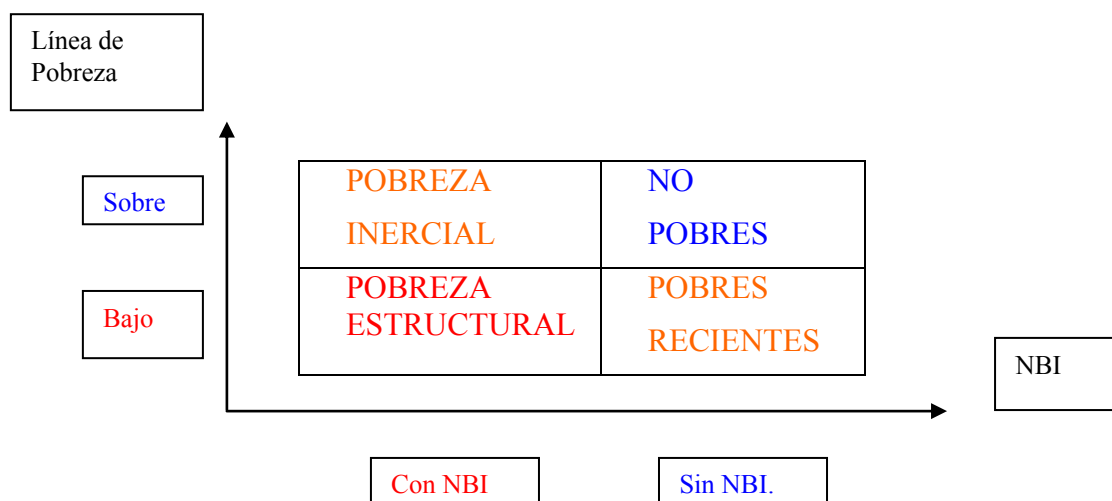 Línea de
Pobreza
Sobre
POBREZA
INERCIAL
NO
POBRES
Bajo
POBREZA
ESTRUCTURAL
POBRES
RECIENTES
NBI
Con NBI
Sin NBI.